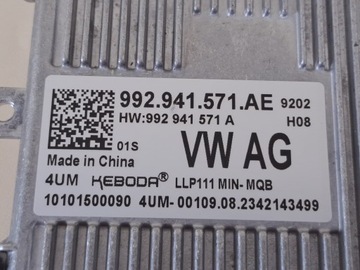 992.941.571.AE 9202
HW:992 941 571 A H08
01S VW AG
Made in China
4UM KEBODA® LLP111 MIN-MQB
10101500090 4UM-00109.08.2342143499